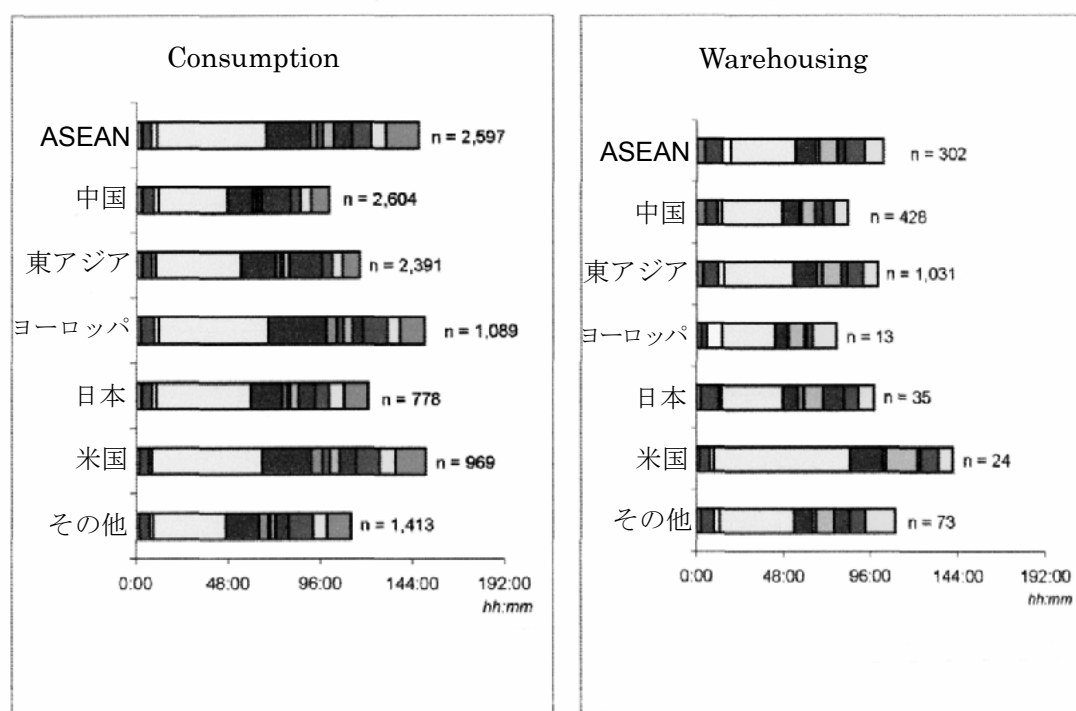 Consumption
ASEAN
n = 2,597
中国
n = 2,604
東アジア
n = 2,391
ヨーロッパ
n = 1,089
日本
n = 778
米国
n = 969
その他
n = 1,413
0:00 48:00 96:00 144:00 192:00
hh:mm
Warehousing
ASEAN
n = 302
中国
n = 428
東アジア
n = 1,031
ヨーロッパ
n = 13
日本
n = 35
米国
n = 24
その他
n = 73
0:00 48:00 96:00 144:00 192:00
hh:mm